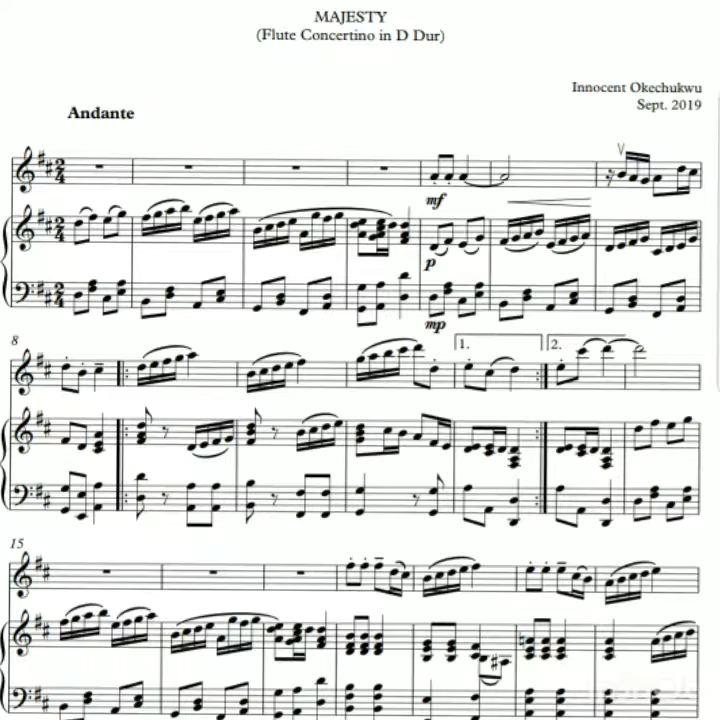 MAJESTY
(Flute Concertino in D Dur)
Innocent Okechukwu
Sept. 2019
Andante
mf
p
mp
8
1.
2.
15